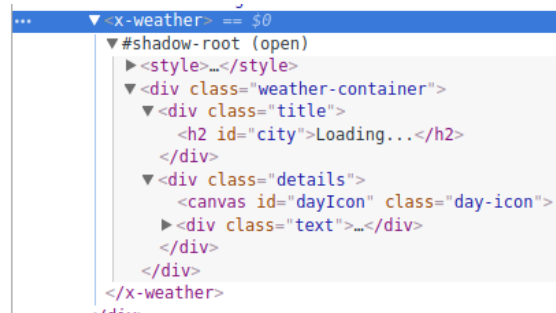 … ▼<x-weather> == $0
▼#shadow-root (open)
▶<style>…</style>
▼<div class="weather-container">
▼<div class="title">
<h2 id="city">Loading...</h2>
</div>
▼<div class="details">
<canvas id="dayIcon" class="day-icon">
▶<div class="text">…</div>
</div>
</div>
</x-weather>